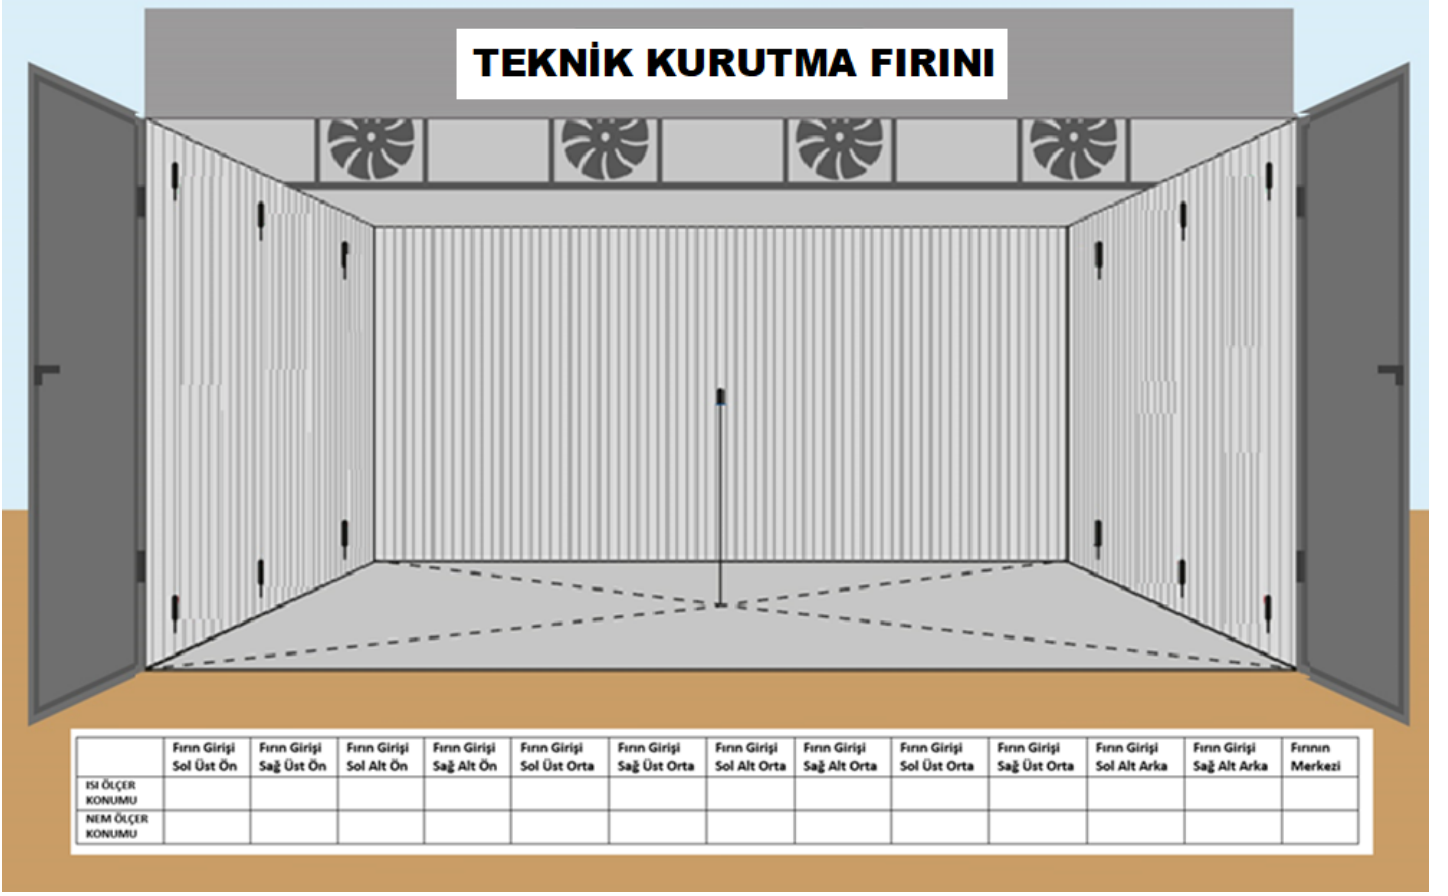 TEKNİK KURUTMA FIRINI
Fırın Girişi Fırın Girişi Fırın Girişi Fırın Girişi Fırın Girişi Fırın Girişi Fırın Girişi Fırın Girişi Fırın Girişi Fırın Girişi Fırın Girişi Fırın Girişi Fırının
Sol Üst Ön Sağ Üst Ön Sol Alt Ön Sağ Alt Ön Sol Üst Orta Sağ Üst Orta Sol Alt Orta Sağ Alt Orta Sol Üst Orta Sağ Üst Orta Sol Alt Arka Sağ Alt Arka Merkezi
ISI ÖLÇER
KONUMU
NEM ÖLÇER
KONUMU